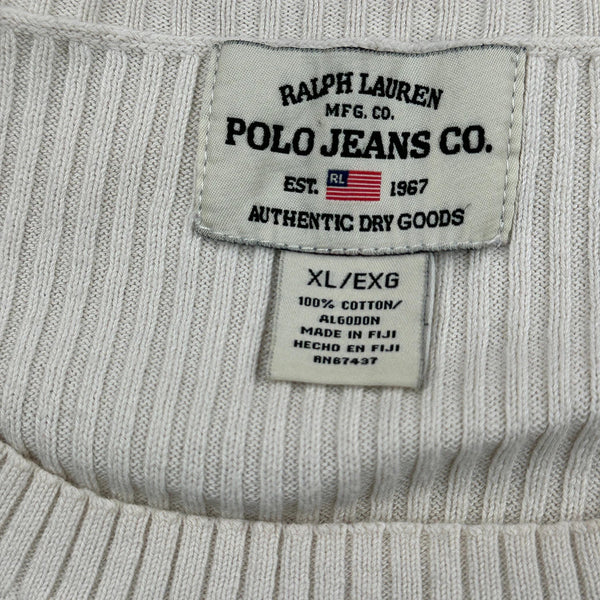 RALPH LAUREN
MFG. CO.
POLO JEANS CO.
EST. RL 1967
AUTHENTIC DRY GOODS
XL/EXG
100% COTTON/
ALGODON
MADE IN FIJI
HECHO EN FIJI
RN67437